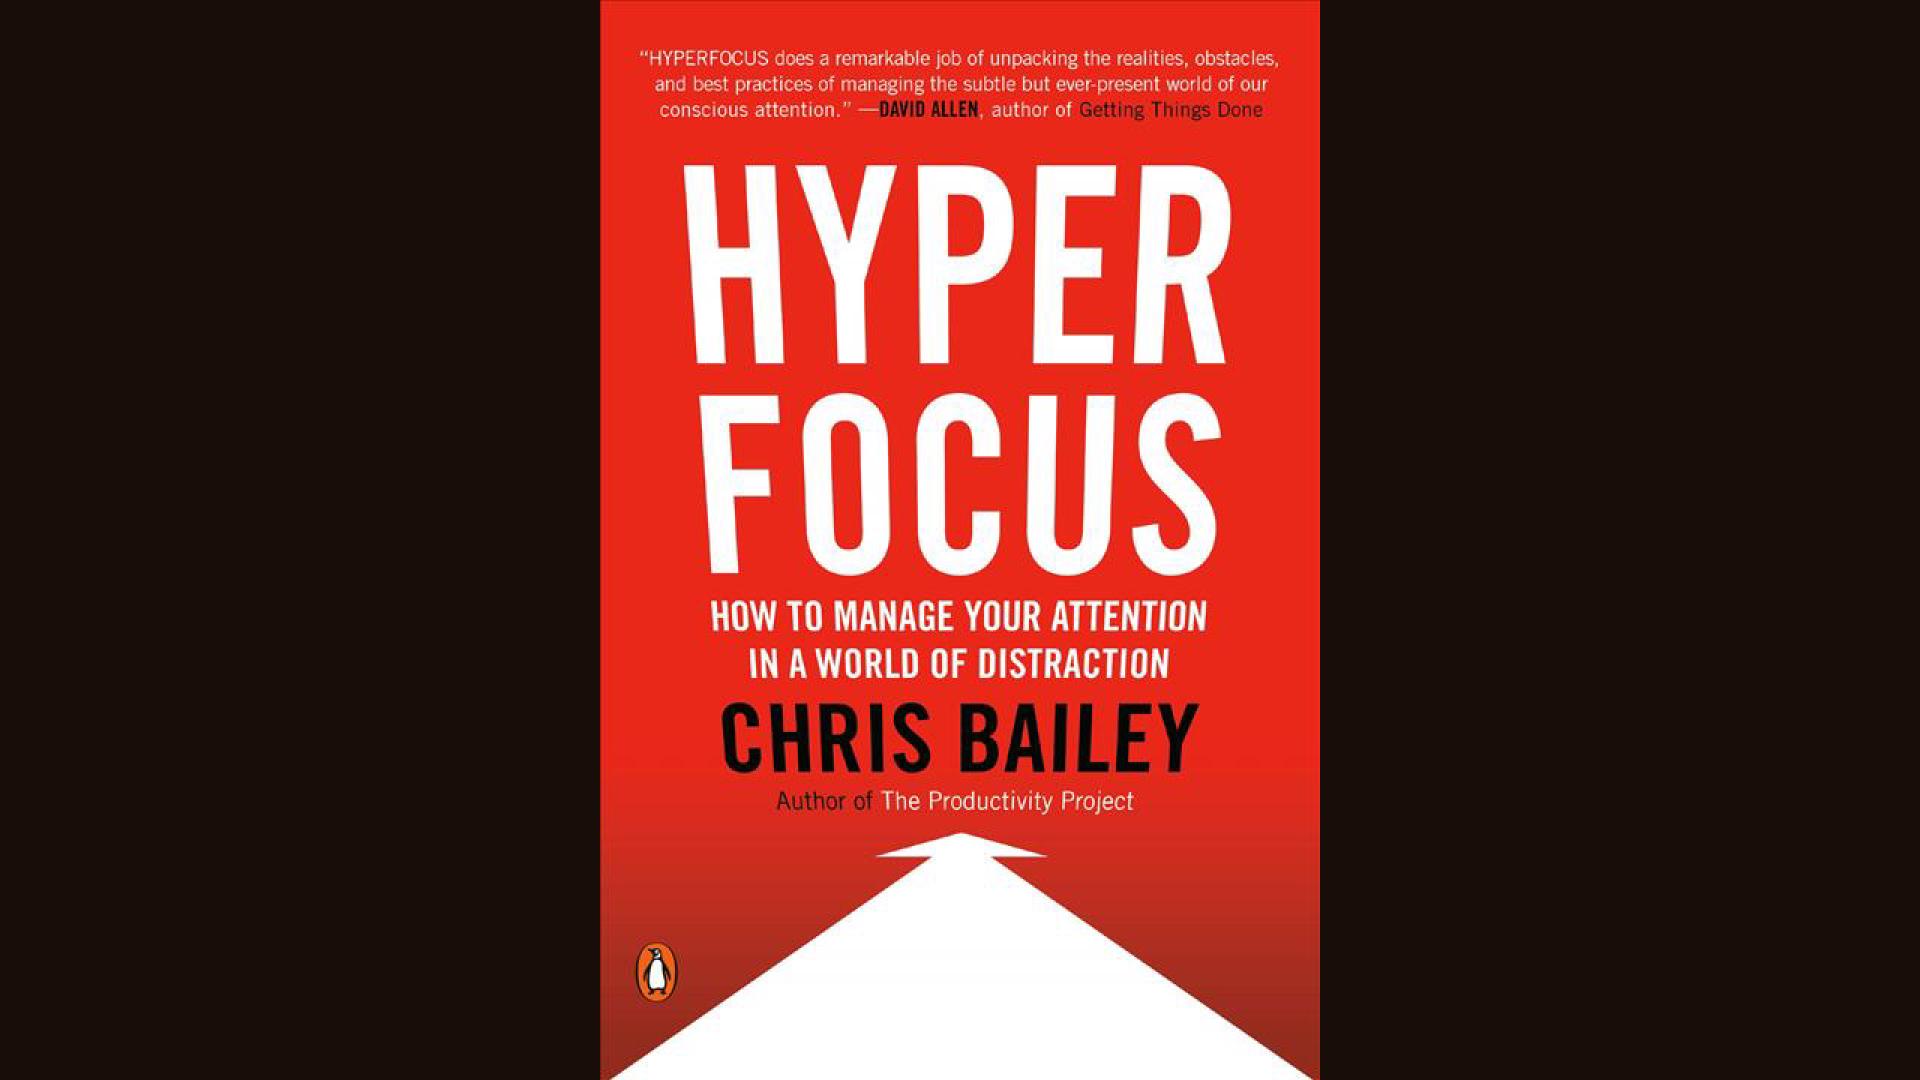 “HYPERFOCUS does a remarkable job of unpacking the realities, obstacles,
and best practices of managing the subtle but ever-present world of our
conscious attention.” —DAVID ALLEN, author of Getting Things Done
HYPER
FOCUS
HOW TO MANAGE YOUR ATTENTION
IN A WORLD OF DISTRACTION
CHRIS BAILEY
Author of The Productivity Project